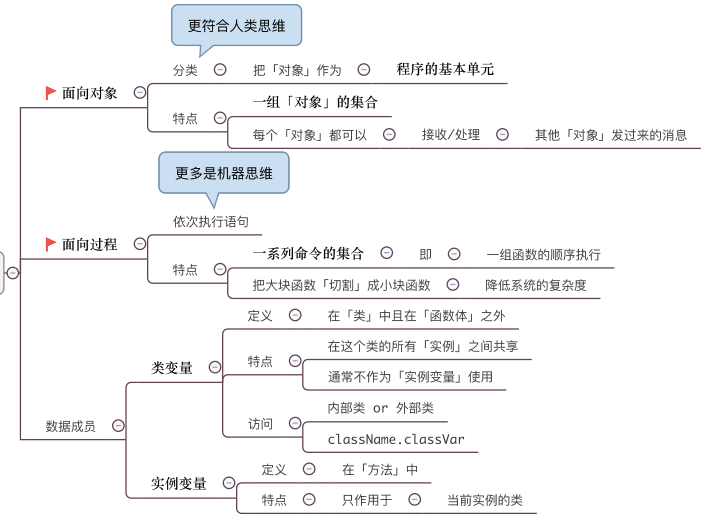 更符合人类思维
面向对象
分类
把「对象」作为
程序的基本单元
特点
一组「对象」的集合
每个「对象」都可以
接收/处理
其他「对象」发过来的消息
更多是机器思维
面向过程
依次执行语句
特点
一系列命令的集合
即
一组函数的顺序执行
把大块函数「切割」成小块函数
降低系统的复杂度
数据成员
类变量
定义
在「类」中且在「函数体」之外
特点
在这个类的所有「实例」之间共享
通常不作为「实例变量」使用
访问
内部类 or 外部类
className.classVar
实例变量
定义
在「方法」中
特点
只作用于
当前实例的类